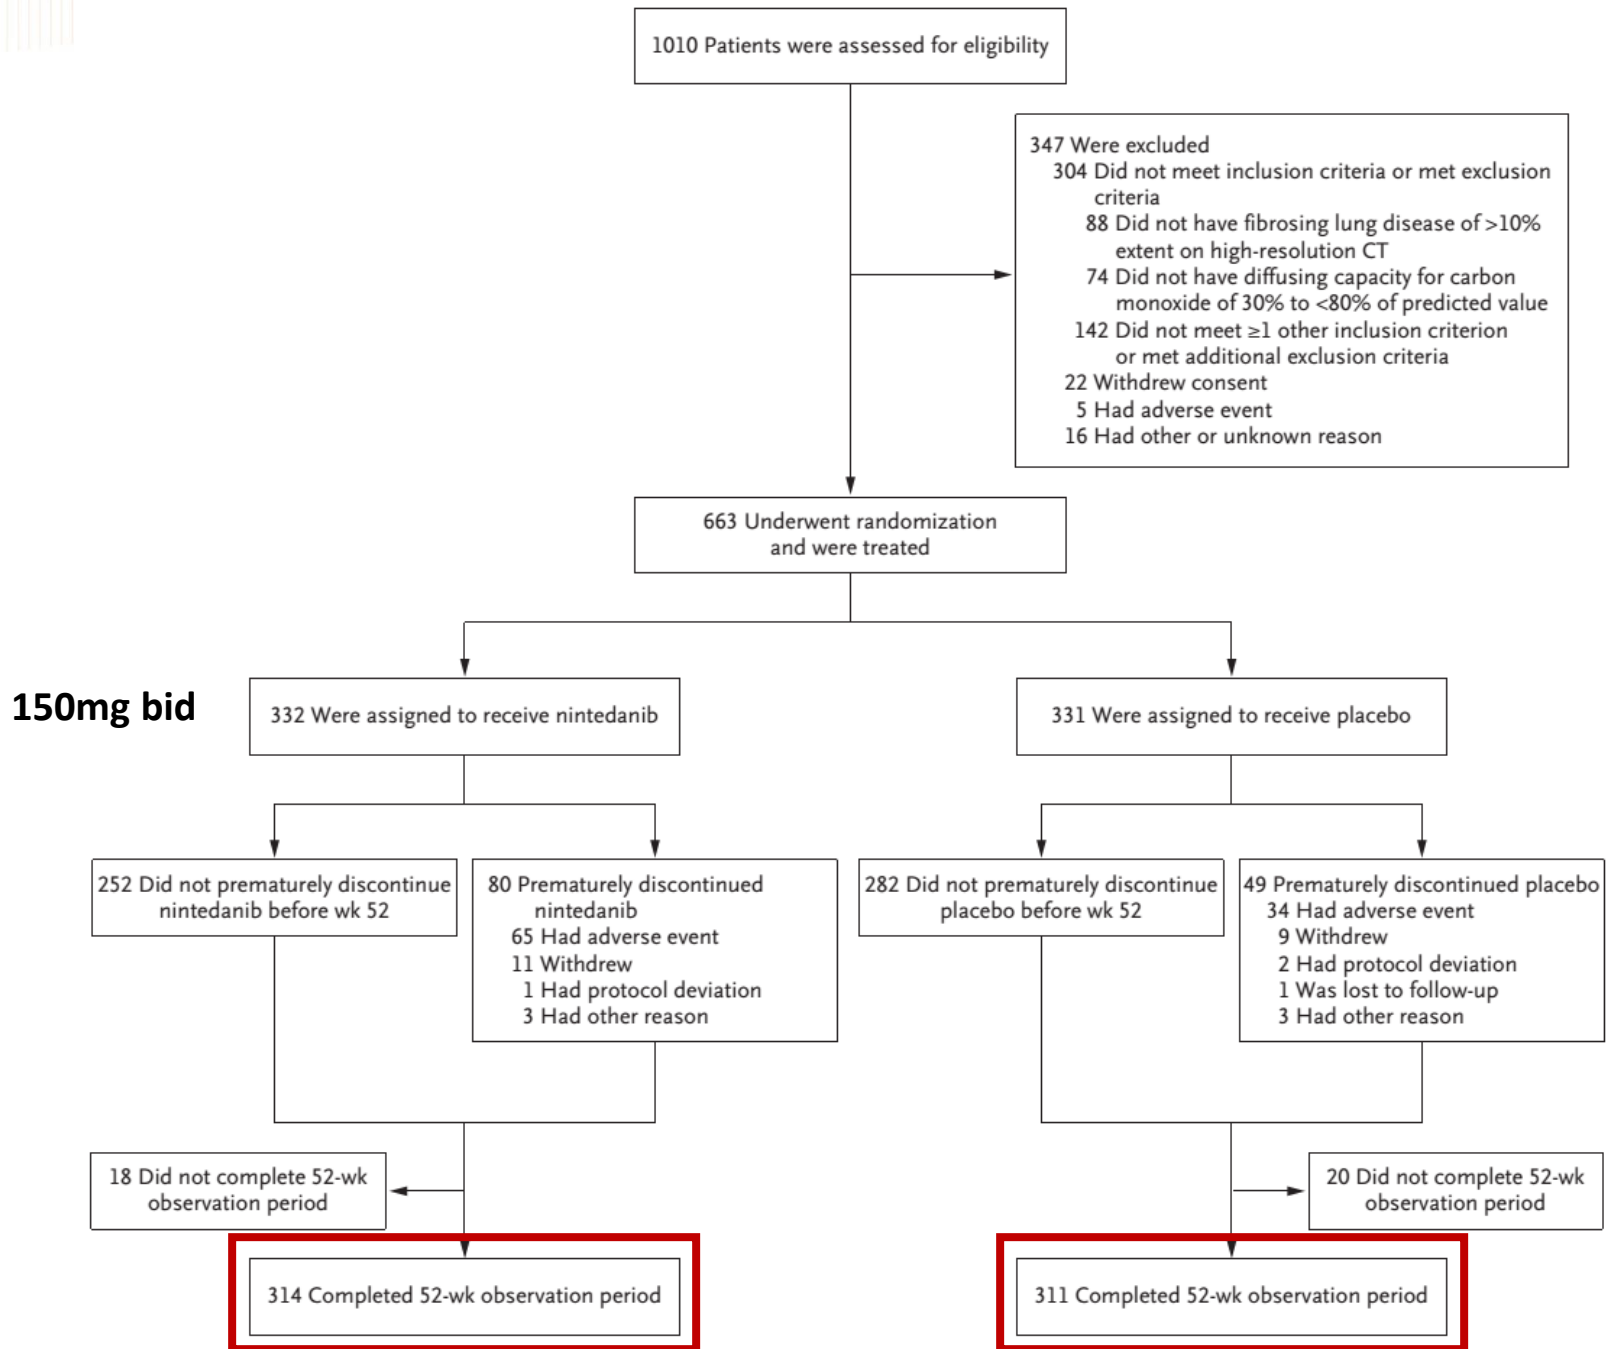 1010 Patients were assessed for eligibility
347 Were excluded
304 Did not meet inclusion criteria or met exclusion
criteria
88 Did not have fibrosing lung disease of >10%
extent on high-resolution CT
74 Did not have diffusing capacity for carbon
monoxide of 30% to <80% of predicted value
142 Did not meet ≥1 other inclusion criterion
or met additional exclusion criteria
22 Withdrew consent
5 Had adverse event
16 Had other or unknown reason
663 Underwent randomization
and were treated
150mg bid
332 Were assigned to receive nintedanib
331 Were assigned to receive placebo
252 Did not prematurely discontinue
nintedanib before wk 52
80 Prematurely discontinued
nintedanib
65 Had adverse event
11 Withdrew
1 Had protocol deviation
3 Had other reason
282 Did not prematurely discontinue
placebo before wk 52
49 Prematurely discontinued placebo
34 Had adverse event
9 Withdrew
2 Had protocol deviation
1 Was lost to follow-up
3 Had other reason
18 Did not complete 52-wk
observation period
20 Did not complete 52-wk
observation period
314 Completed 52-wk observation period
311 Completed 52-wk observation period